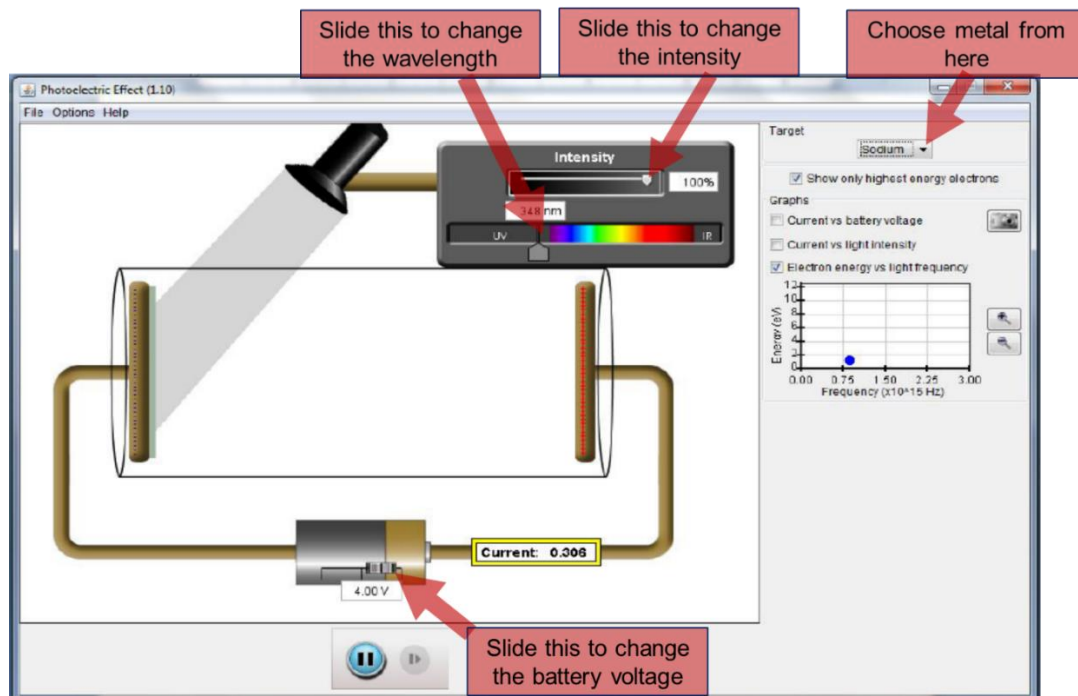 Slide this to change
the wavelength
Slide this to change
the intensity
Choose metal from
here
Photoelectric Effect (1.10)
File Options Help
Intensity
100%
348 nm
UV
IR
Target
Sodium
Show only highest energy electrons
Graphs
Current vs battery voltage
Current vs light intensity
Electron energy vs light frequency
Energy (eV)
12
10
8
6
4
2
0
0.00 0.75 1.50 2.25 3.00
Frequency (x10^15 Hz)
Current: 0.306
4.00 V
Slide this to change
the battery voltage